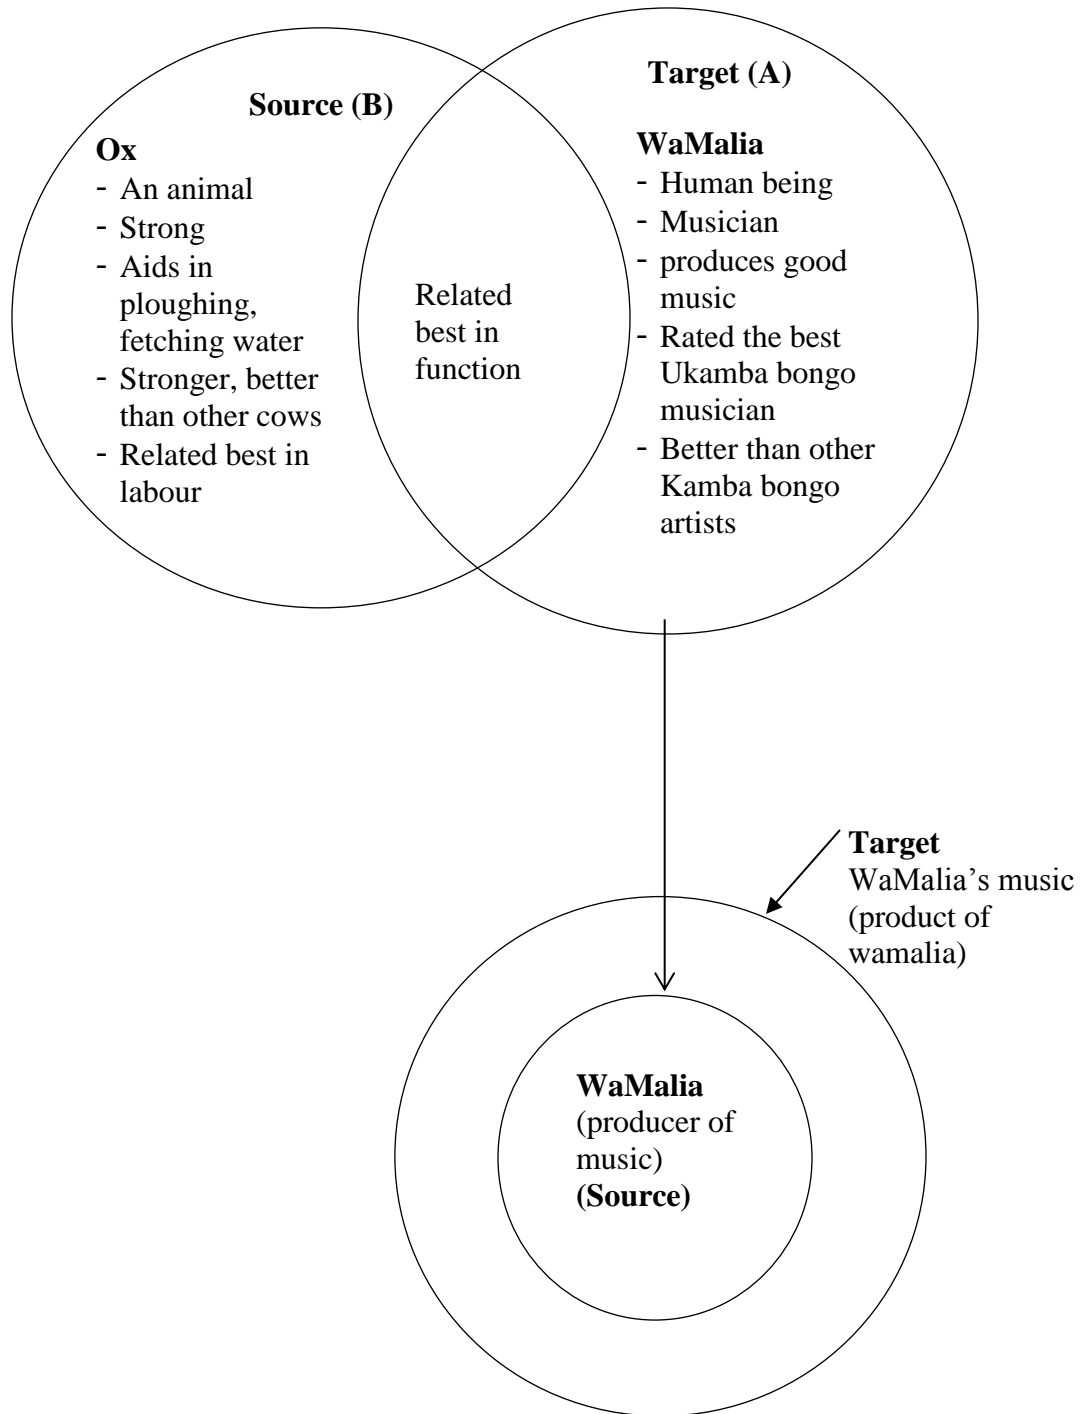 Source (B)
Ox
- An animal
- Strong
- Aids in
ploughing,
fetching water
- Stronger, better
than other cows
- Related best in
labour
Related
best in
function
Target (A)
WaMalia
- Human being
- Musician
- produces good
music
- Rated the best
Ukamba bongo
musician
- Better than other
Kamba bongo
artists
Target
WaMalia’s music
(product of
wamalia)
WaMalia
(producer of
music)
(Source)